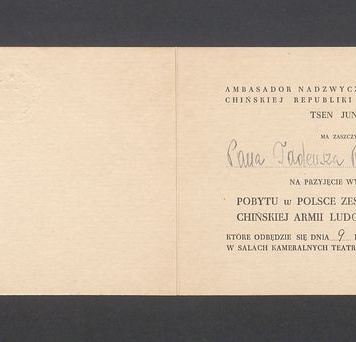 AMBASADOR NADZWYCZ
CHIŃSKIEJ REPUBLIKI
TSEN JUN
MA ZASZCZY
Pana Tadeusza
NA PRZYJĘCIE WY
POBYTU w POLSCE ZES
CHIŃSKIEJ ARMII LUDO
KTÓRE ODBĘDZIE SIĘ DNIA 9
W SALACH KAMERALNYCH TEATR